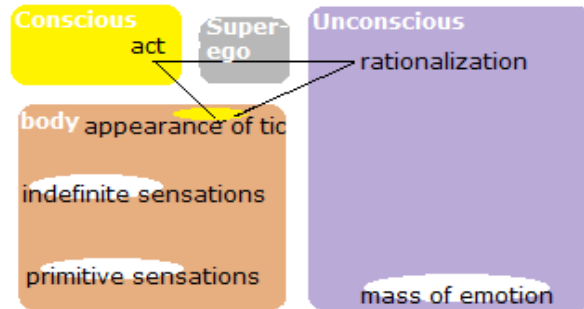 Conscious
act
Super-
ego
Unconscious
rationalization
body
appearance of tic
indefinite sensations
primitive sensations
mass of emotion